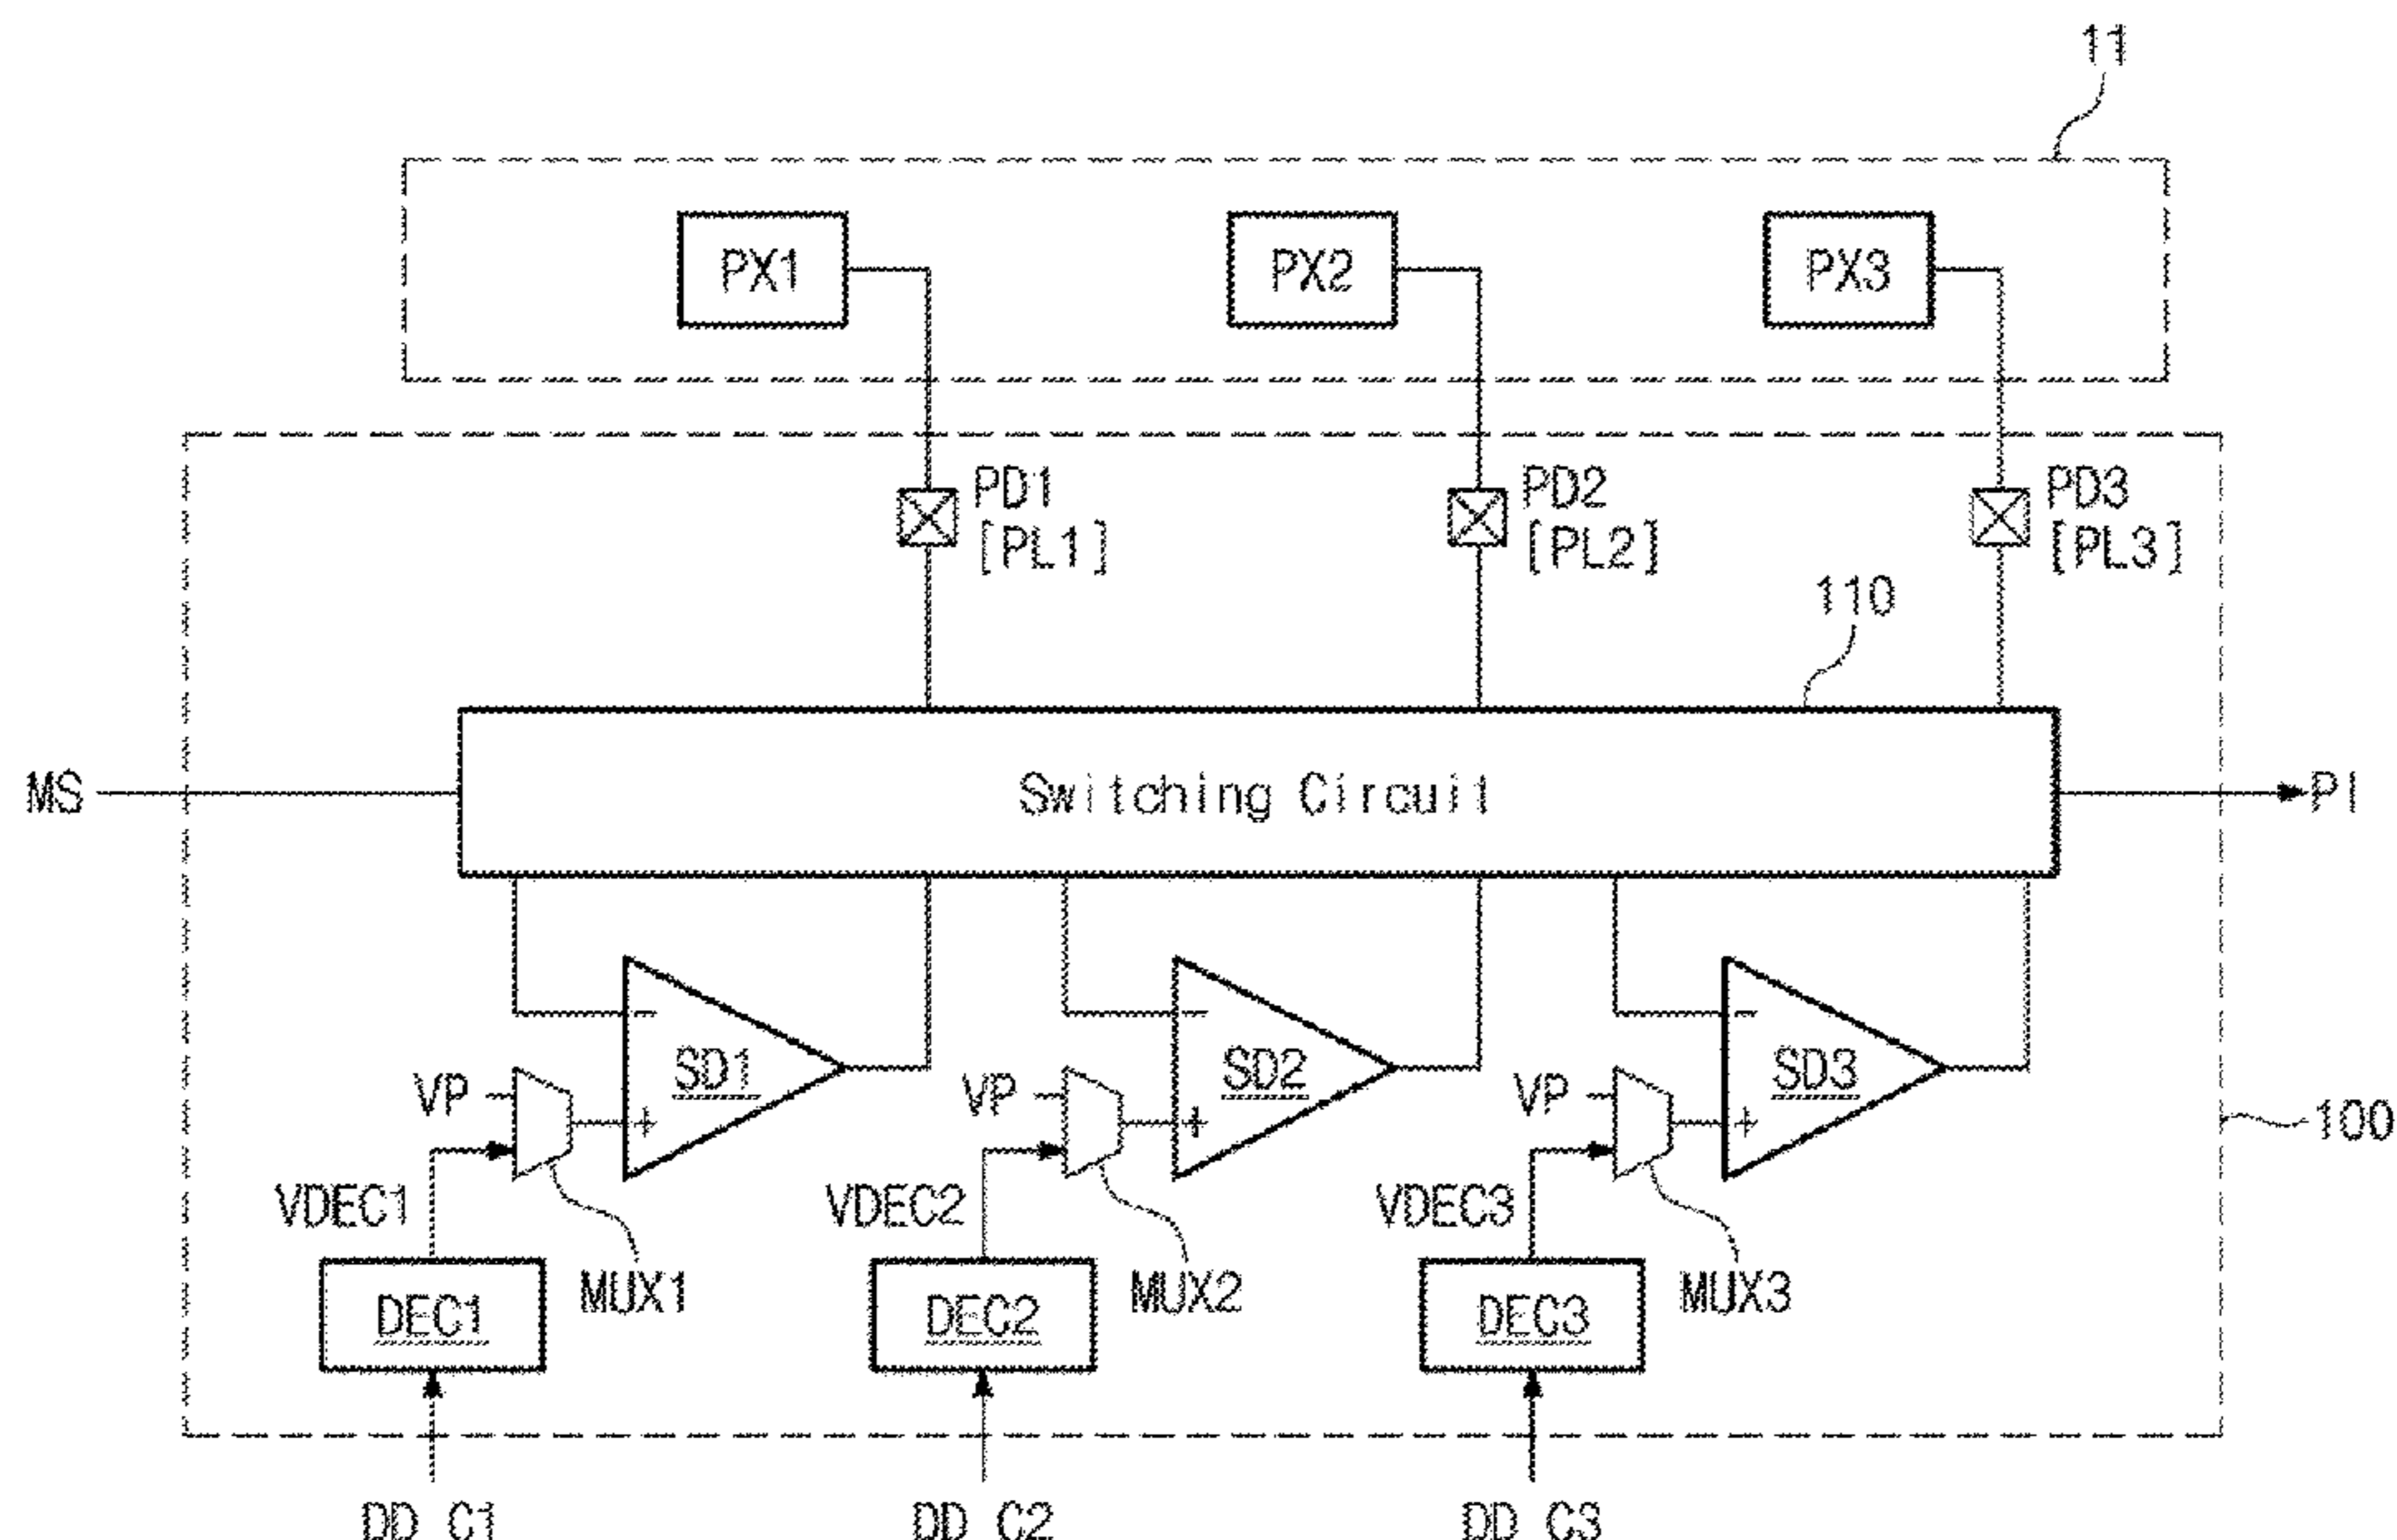 11
PX1
PX2
PX3
PD1
[PL1]
PD2
[PL2]
PD3
[PL3]
110
MS
Switching Circuit
PI
SD1
SD2
SD3
VP
VP
VP
100
VDEC1
VDEC2
VDEC3
MUX1
MUX2
MUX3
DEC1
DEC2
DEC3
DD_C1
DD_C2
DD_C3